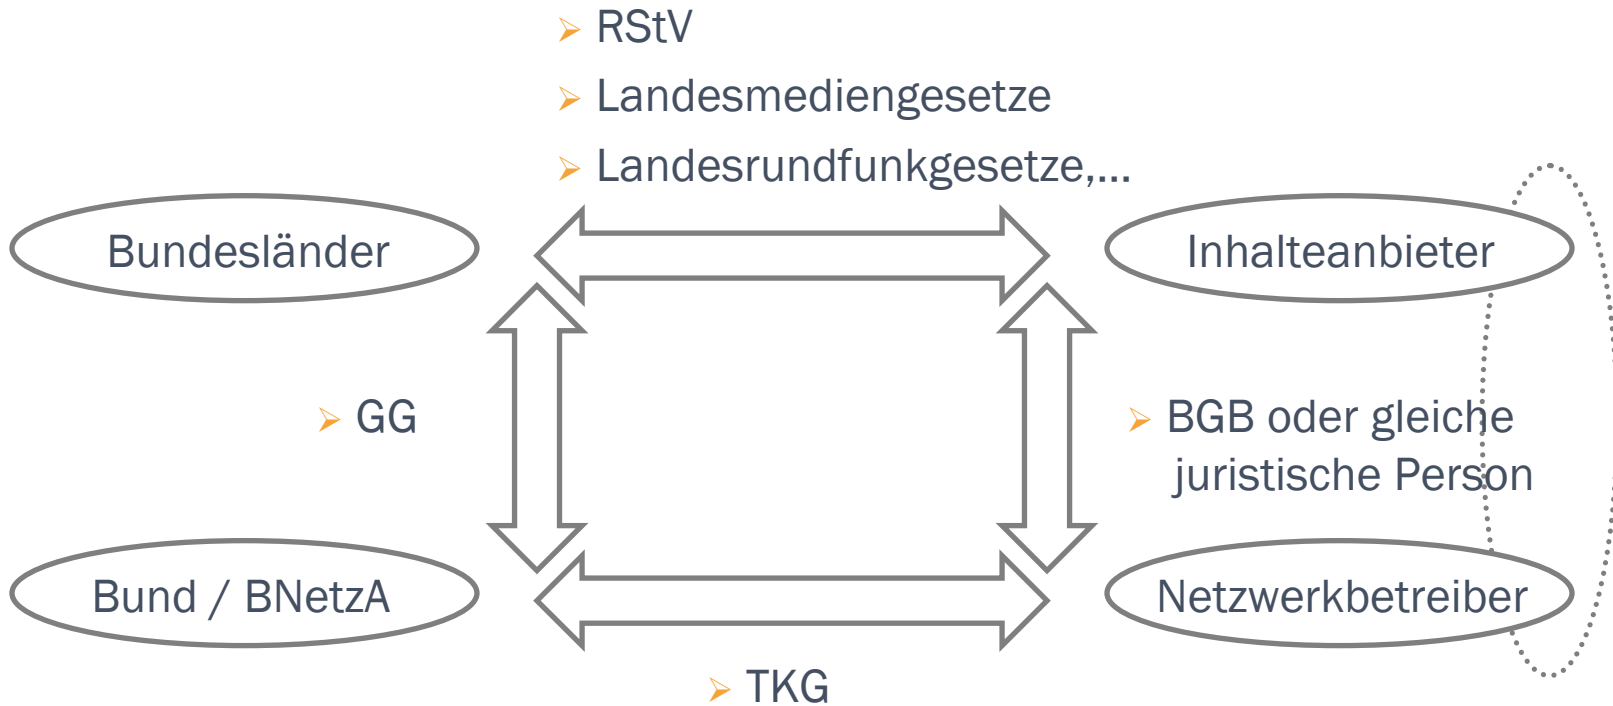 ➢ RStV
➢ Landesmediengesetze
➢ Landesrundfunkgesetze,...
Bundesländer
Inhalteanbieter
➢ GG
➢ BGB oder gleiche
juristische Person
Bund / BNetzA
Netzwerkbetreiber
➢ TKG